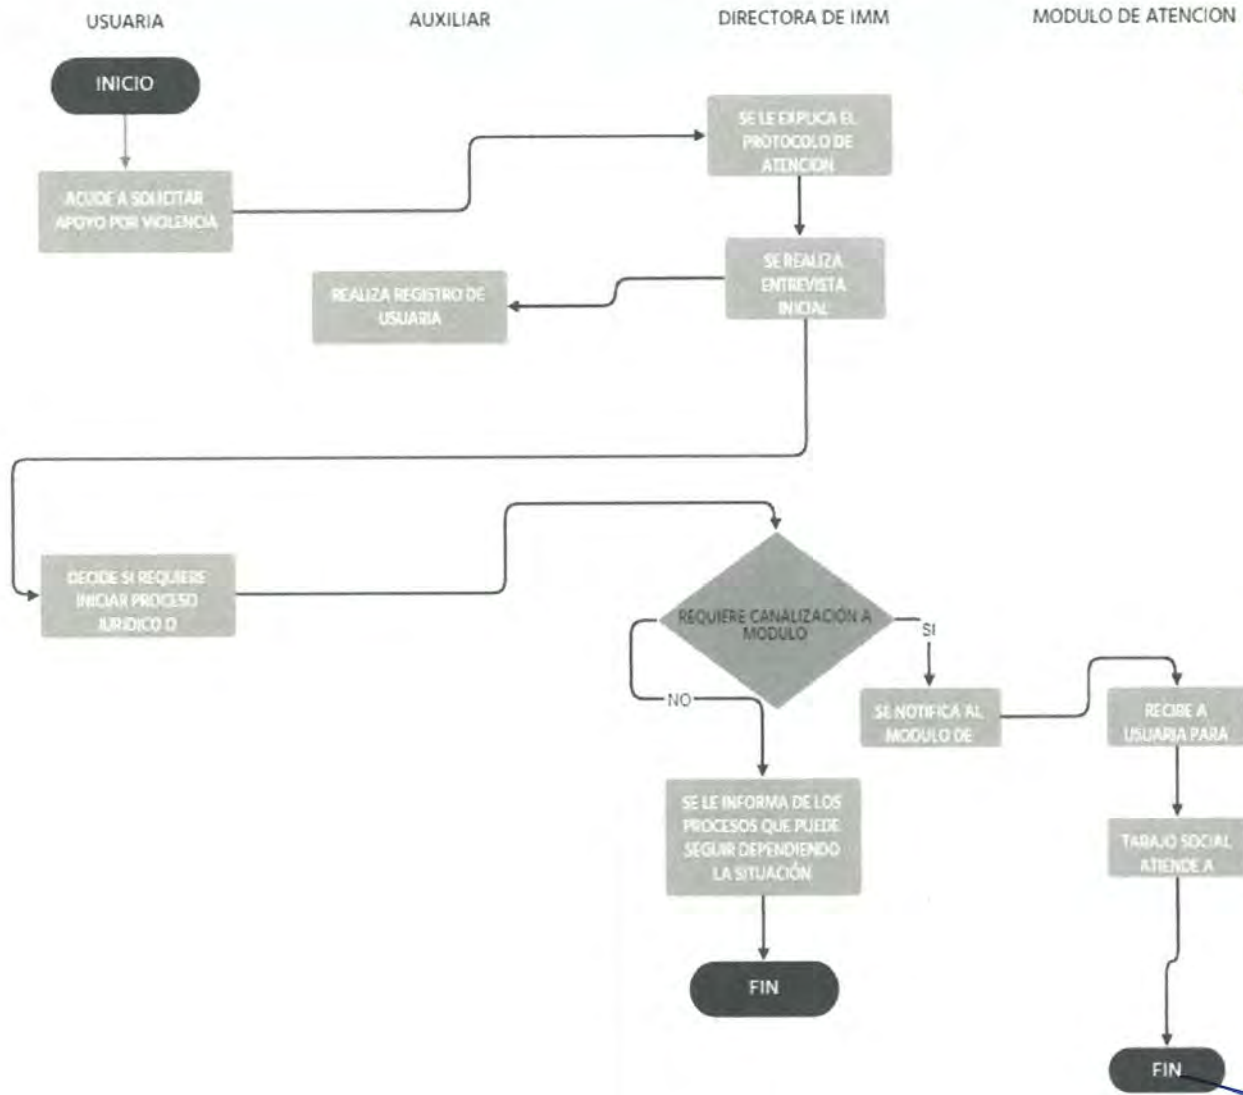 USUARIA
AUXILIAR
DIRECTORA DE IMM
MODULO DE ATENCION
INICIO
SE LE EXPLICA EL
PROTOCOLO DE
ATENCION
ACUDE A SOLICITAR
APOYO POR VIOLENCIA
SE REALIZA
ENTREVISTA
INICIAL
REALIZA REGISTRO DE
USUARIA
DECIDE SI REQUIERE
INICIAR PROCESO
JURIDICO O
REQUIERE CANALIZACIÓN A
MODULO
SI
NO
SE NOTIFICA AL
MODULO DE
RECIBE A
USUARIA PARA
SE LE INFORMA DE LOS
PROCESOS QUE PUEDE
SEGUIR DEPENDIENDO
LA SITUACIÓN
TABAJO SOCIAL
ATIENDE A
FIN
FIN